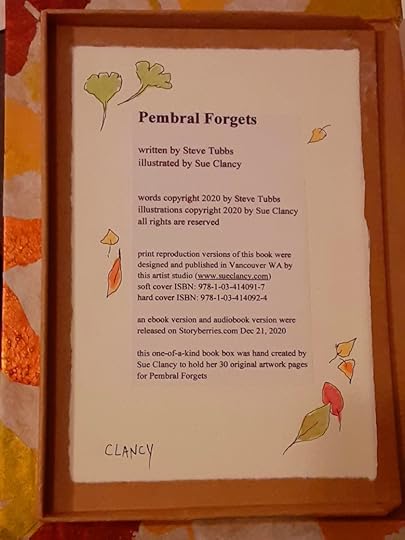 Pembral Forgets
written by Steve Tubbs
illustrated by Sue Clancy
words copyright 2020 by Steve Tubbs
illustrations copyright 2020 by Sue Clancy
all rights are reserved
print reproduction versions of this book were
designed and published in Vancouver WA by
this artist studio (www.sueclancy.com)
soft cover ISBN: 978-1-03-414091-7
hard cover ISBN: 978-1-03-414092-4
an ebook version and audiobook version were
released on Storyberries.com Dec 21, 2020
this one-of-a-kind book box was hand created by
Sue Clancy to hold her 30 original artwork pages
for Pembral Forgets
CLANCY